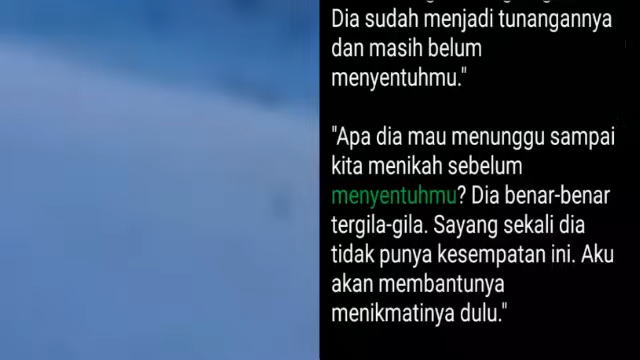 Dia sudah menjadi tunangannya
dan masih belum
menyentuhmu."
"Apa dia mau menunggu sampai
kita menikah sebelum
menyentuhmu? Dia benar-benar
tergila-gila. Sayang sekali dia
tidak punya kesempatan ini. Aku
akan membantunya
menikmatinya dulu."